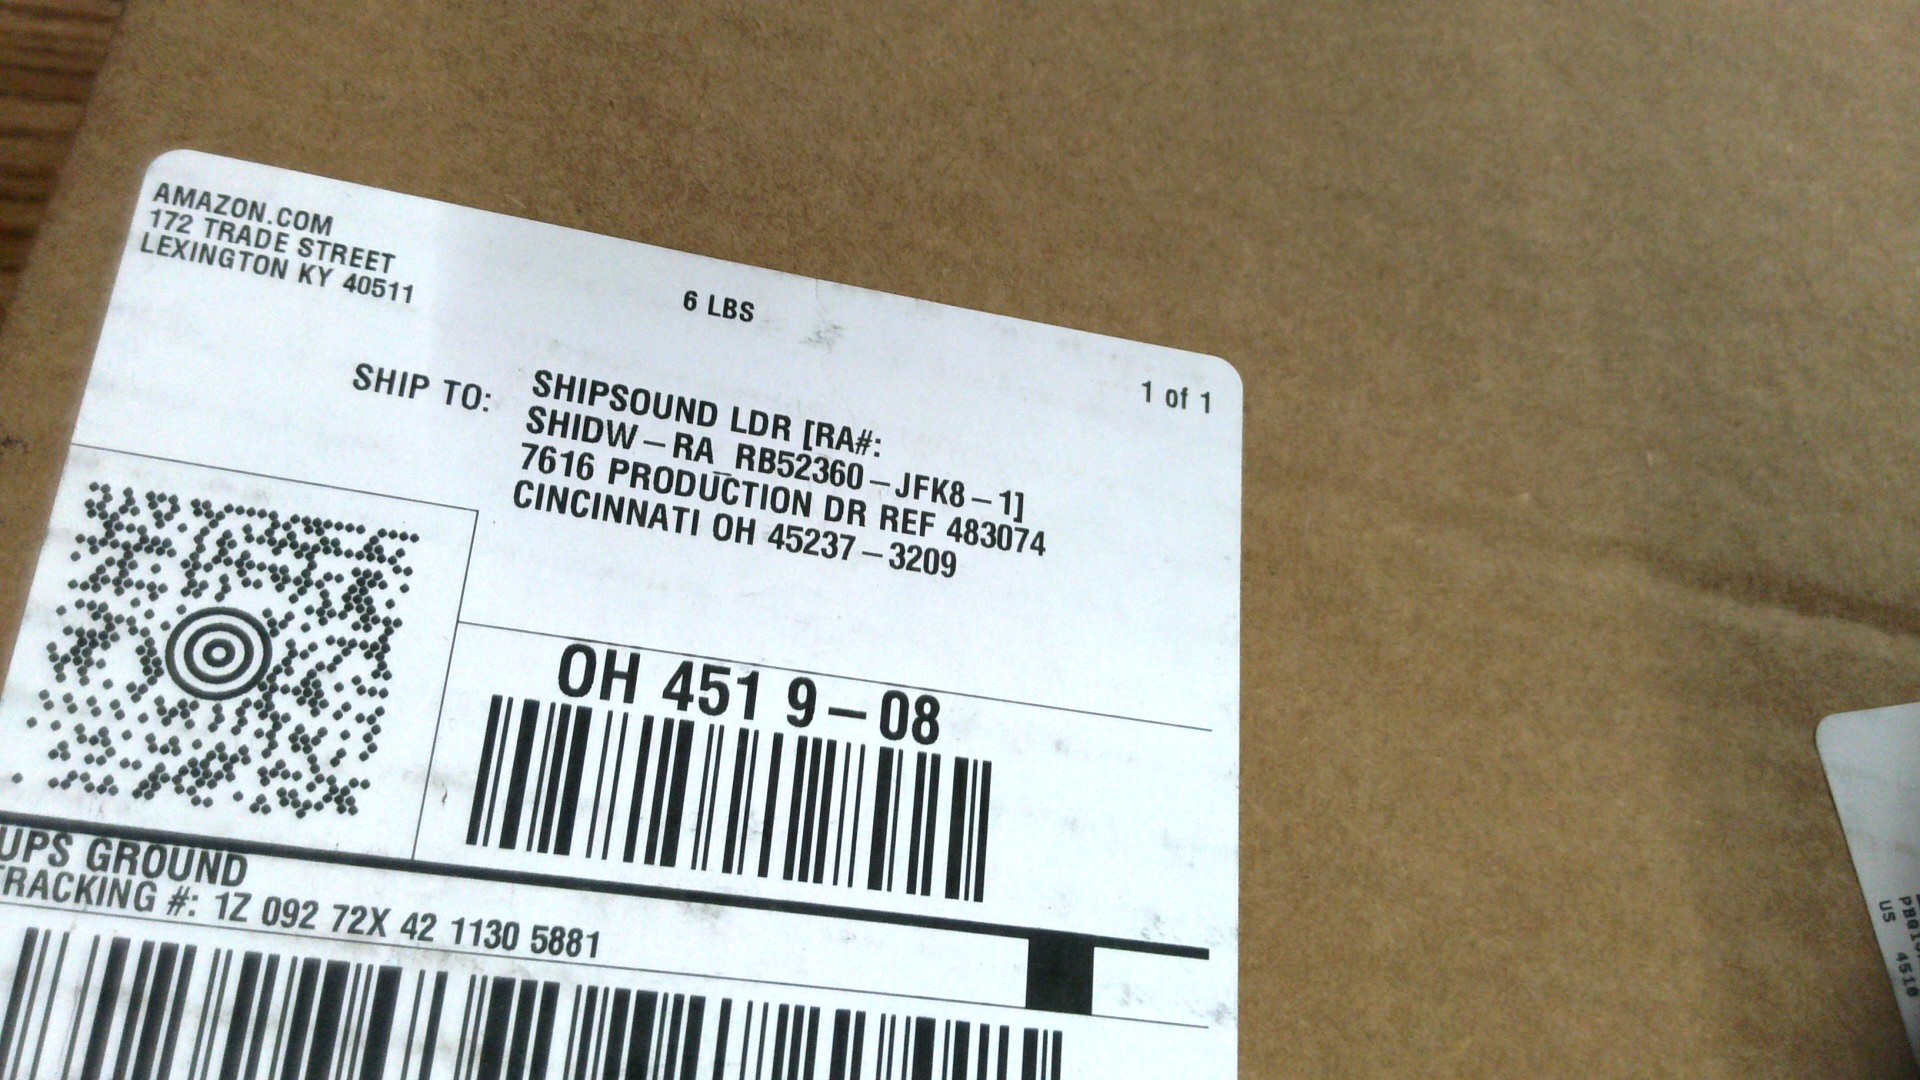 AMAZON.COM
172 TRADE STREET
LEXINGTON KY 40511
6 LBS
1 of 1
SHIP TO:
SHIPSOUND LDR [RA#:
SHIDW-RA_RB52360-JFK8-1]
7616 PRODUCTION DR REF 483074
CINCINNATI OH 45237-3209
OH 451 9-08
UPS GROUND
TRACKING #: 1Z 092 72X 42 1130 5881
US